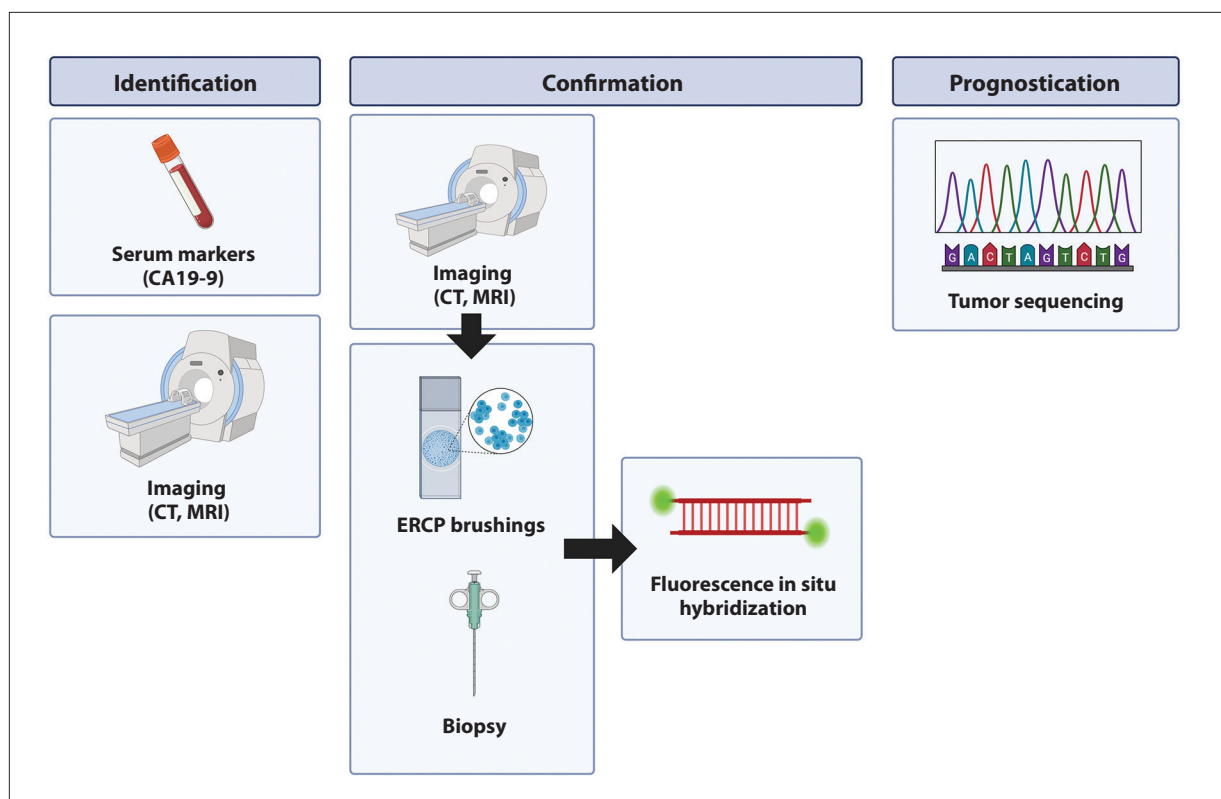 Identification
Serum markers
(CA19-9)
Imaging
(CT, MRI)
Confirmation
Imaging
(CT, MRI)
ERCP brushings
Biopsy
Fluorescence in situ
hybridization
Prognostication
G A C T A G T C T G
Tumor sequencing